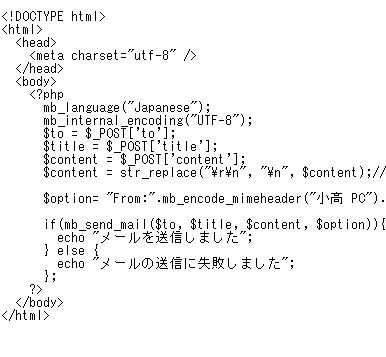 <!DOCTYPE html>
<html>
  <head>
    <meta charset="utf-8" />
  </head>
  <body>
    <?php
      mb_language("Japanese");
      mb_internal_encoding("UTF-8");
      $to = $_POST['to'];
      $title = $_POST['title'];
      $content = $_POST['content'];
      $content = str_replace("¥r¥n", "¥n", $content);//
      $option= "From:".mb_encode_mimeheader("小高 PC").
      if(mb_send_mail($to, $title, $content, $option)){
        echo "メールを送信しました";
      } else {
        echo "メールの送信に失敗しました";
      };
    ?>
  </body>
</html>